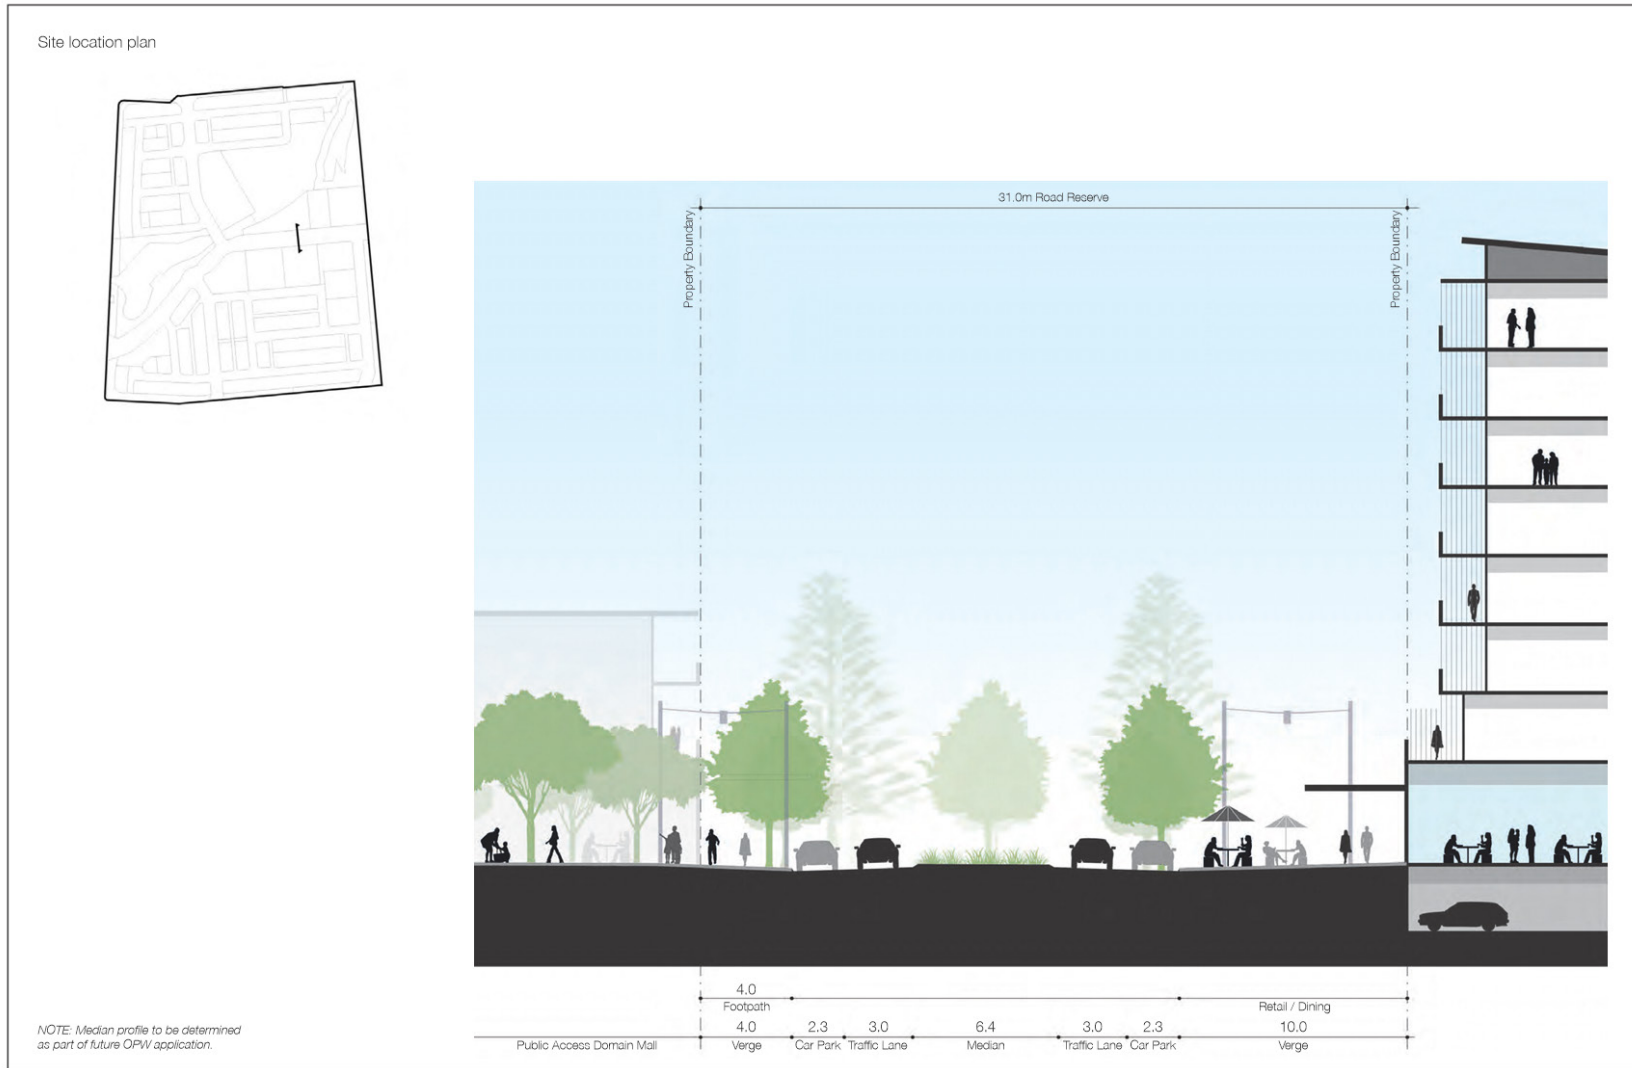 Site location plan
31.0m Road Reserve
Property Boundary
Property Boundary
4.0
Footpath
Retail / Dining
4.0 2.3 3.0 6.4 3.0 2.3 10.0
Public Access Domain Mall Verge Car Park Traffic Lane Median Traffic Lane Car Park Verge
NOTE: Median profile to be determined
as part of future OPW application.